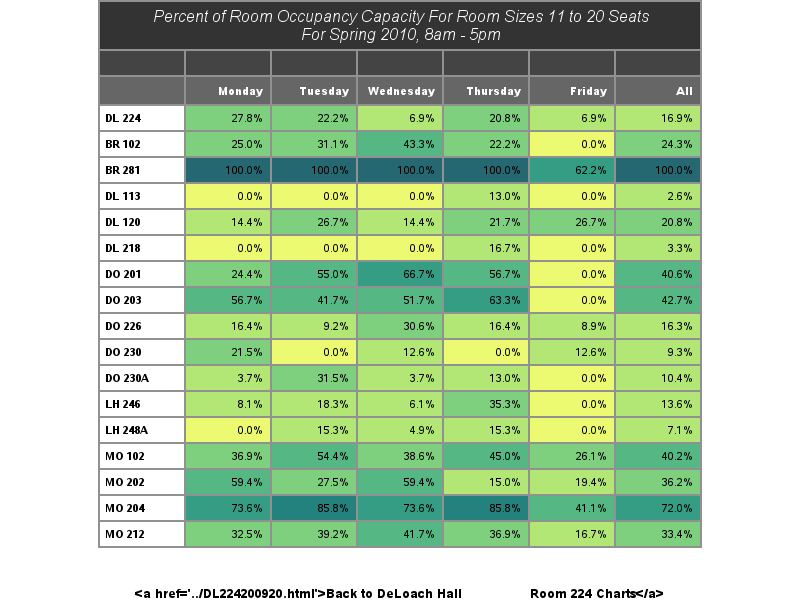 Percent of Room Occupancy Capacity For Room Sizes 11 to 20 Seats
For Spring 2010, 8am - 5pm
Monday Tuesday Wednesday Thursday Friday All
DL 224 27.8% 22.2% 6.9% 20.8% 6.9% 16.9%
BR 102 25.0% 31.1% 43.3% 22.2% 0.0% 24.3%
BR 281 100.0% 100.0% 100.0% 100.0% 62.2% 100.0%
DL 113 0.0% 0.0% 0.0% 13.0% 0.0% 2.6%
DL 120 14.4% 26.7% 14.4% 21.7% 26.7% 20.8%
DL 218 0.0% 0.0% 0.0% 16.7% 0.0% 3.3%
DO 201 24.4% 55.0% 66.7% 56.7% 0.0% 40.6%
DO 203 56.7% 41.7% 51.7% 63.3% 0.0% 42.7%
DO 226 16.4% 9.2% 30.6% 16.4% 8.9% 16.3%
DO 230 21.5% 0.0% 12.6% 0.0% 12.6% 9.3%
DO 230A 3.7% 31.5% 3.7% 13.0% 0.0% 10.4%
LH 246 8.1% 18.3% 6.1% 35.3% 0.0% 13.6%
LH 248A 0.0% 15.3% 4.9% 15.3% 0.0% 7.1%
MO 102 36.9% 54.4% 38.6% 45.0% 26.1% 40.2%
MO 202 59.4% 27.5% 59.4% 15.0% 19.4% 36.2%
MO 204 73.6% 85.8% 73.6% 85.8% 41.1% 72.0%
MO 212 32.5% 39.2% 41.7% 36.9% 16.7% 33.4%
<a href='../DL224200920.html'>Back to DeLoach Hall Room 224 Charts</a>